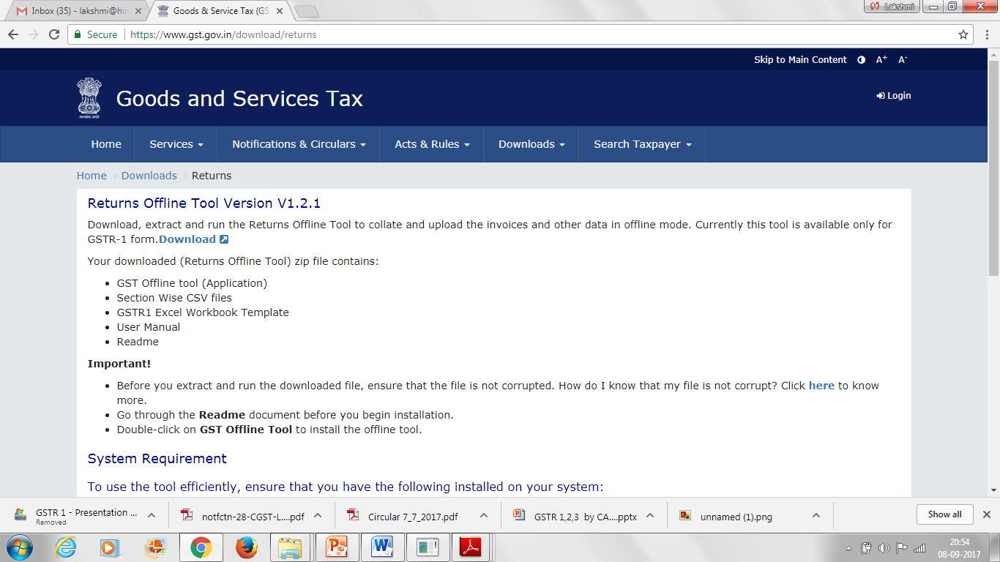 Inbox (35) - lakshmi@hir
Goods & Service Tax (GS
Lakshmi
Secure https://www.gst.gov.in/download/returns
Skip to Main Content A+ A-
Goods and Services Tax
Login
Home Services Notifications & Circulars Acts & Rules Downloads Search Taxpayer
Home > Downloads > Returns
Returns Offline Tool Version V1.2.1
Download, extract and run the Returns Offline Tool to collate and upload the invoices and other data in offline mode. Currently this tool is available only for
GSTR-1 form.Download
Your downloaded (Returns Offline Tool) zip file contains:
• GST Offline tool (Application)
• Section Wise CSV files
• GSTR1 Excel Workbook Template
• User Manual
• Readme
Important!
• Before you extract and run the downloaded file, ensure that the file is not corrupted. How do I know that my file is not corrupt? Click here to know
more.
• Go through the Readme document before you begin installation.
• Double-click on GST Offline Tool to install the offline tool.
System Requirement
To use the tool efficiently, ensure that you have the following installed on your system:
GSTR 1 - Presentation ...
Removed
notfctn-28-CGST-L....pdf
Circular 7_7_2017.pdf
GSTR 1,2,3 by CA....pptx
unnamed (1).png
Show all
20:54
08-09-2017